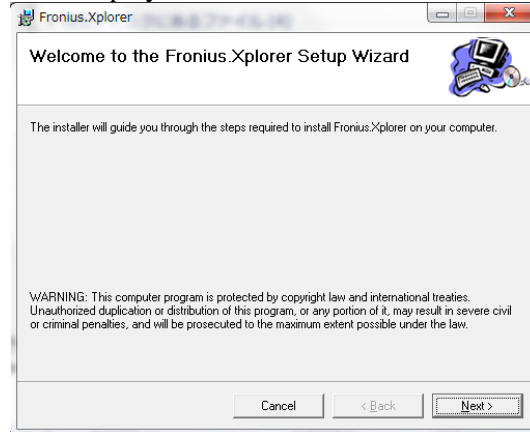 Fronius.Xplorer
Welcome to the Fronius.Xplorer Setup Wizard
The installer will guide you through the steps required to install Fronius.Xplorer on your computer.
WARNING: This computer program is protected by copyright law and international treaties.
Unauthorized duplication or distribution of this program, or any portion of it, may result in severe civil
or criminal penalties, and will be prosecuted to the maximum extent possible under the law.
Cancel
< Back
Next >